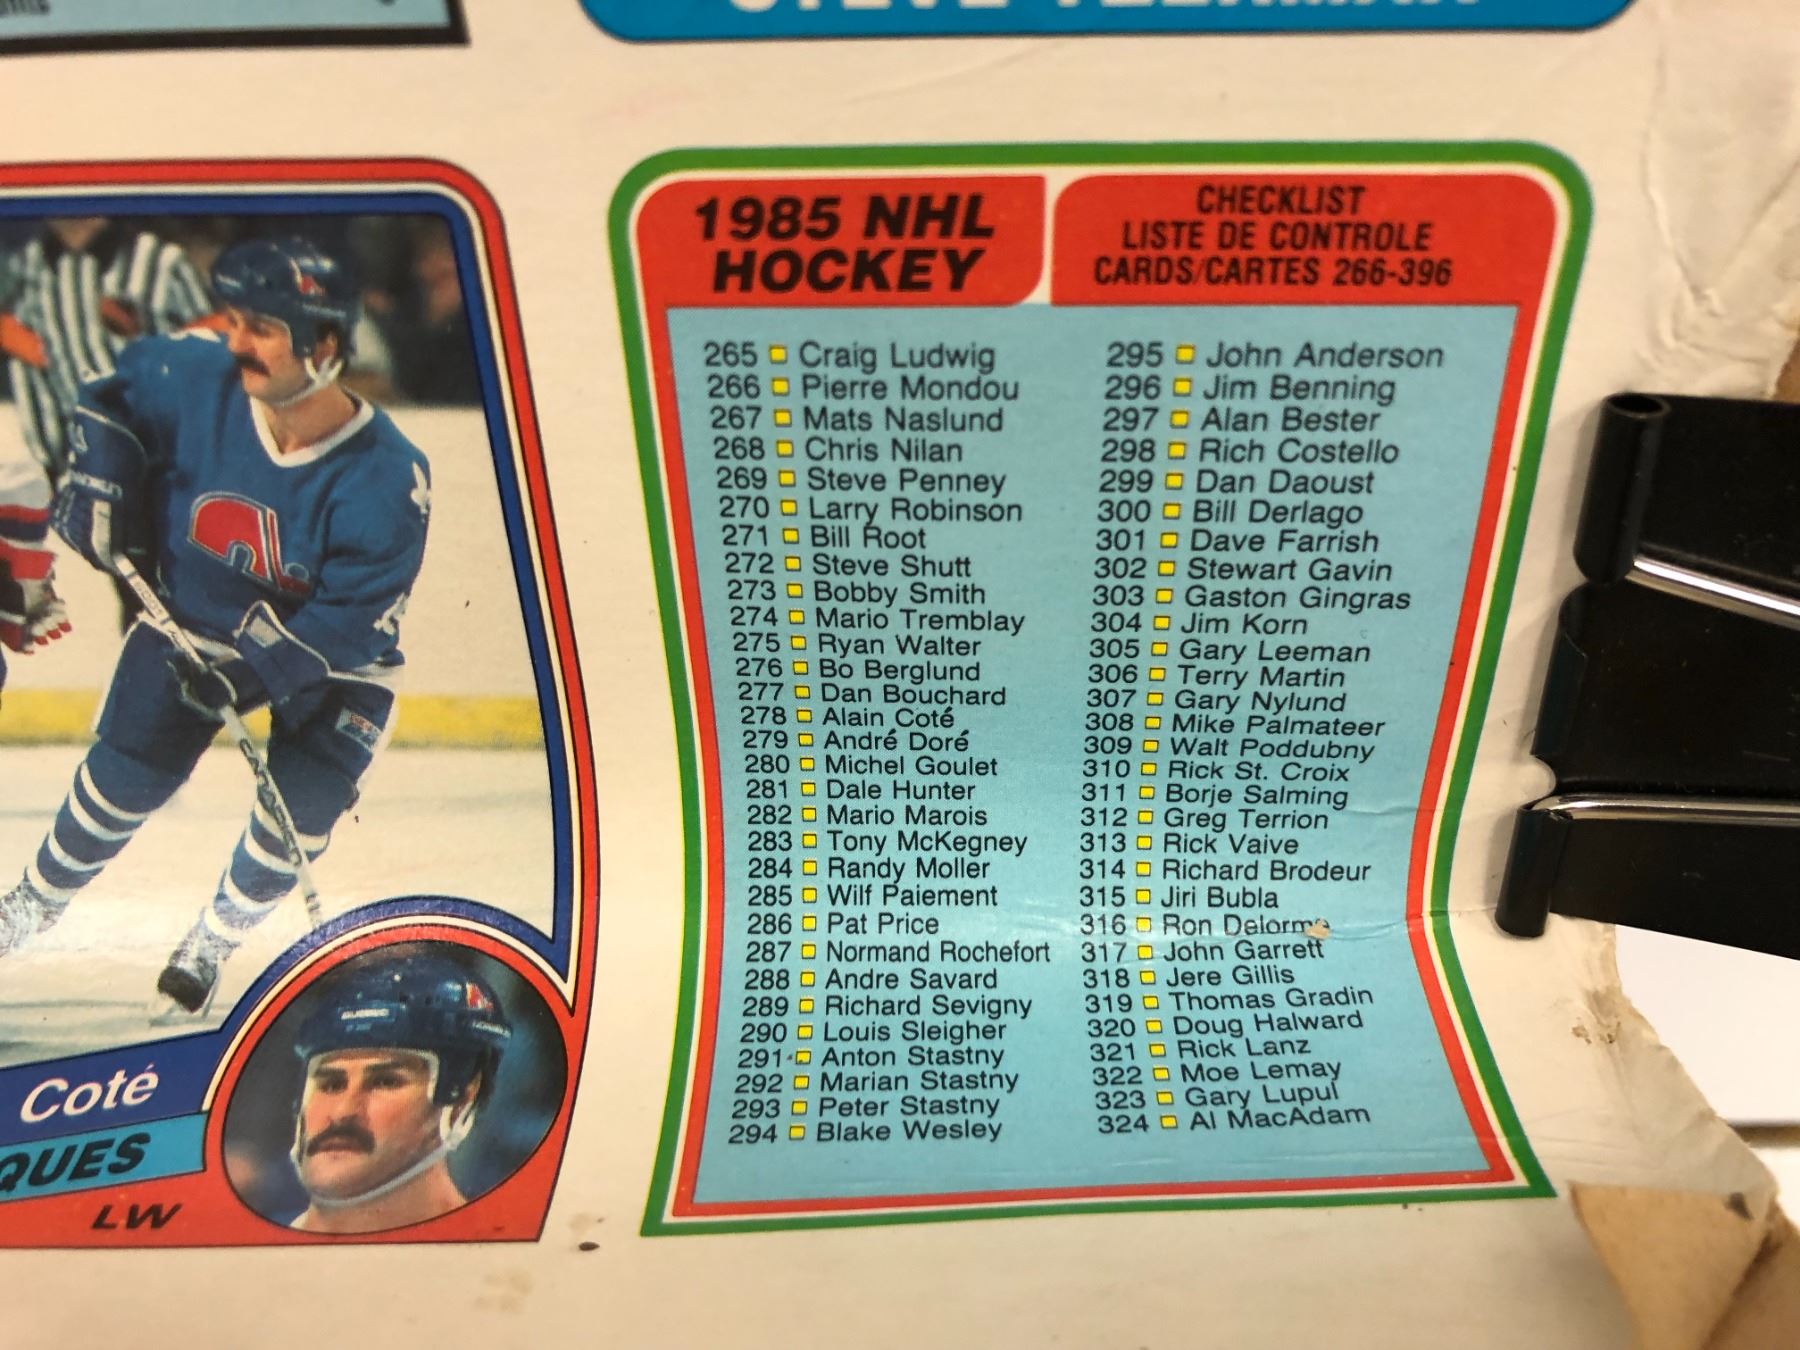 Coté
QUES
LW
1985 NHL
HOCKEY
CHECKLIST
LISTE DE CONTROLE
CARDS/CARTES 266-396
265 Craig Ludwig
266 Pierre Mondou
267 Mats Naslund
268 Chris Nilan
269 Steve Penney
270 Larry Robinson
271 Bill Root
272 Steve Shutt
273 Bobby Smith
274 Mario Tremblay
275 Ryan Walter
276 Bo Berglund
277 Dan Bouchard
278 Alain Coté
279 André Doré
280 Michel Goulet
281 Dale Hunter
282 Mario Marois
283 Tony McKegney
284 Randy Moller
285 Wilf Paiement
286 Pat Price
287 Normand Rochefort
288 Andre Savard
289 Richard Sevigny
290 Louis Sleigher
291 Anton Stastny
292 Marian Stastny
293 Peter Stastny
294 Blake Wesley
295 John Anderson
296 Jim Benning
297 Alan Bester
298 Rich Costello
299 Dan Daoust
300 Bill Derlago
301 Dave Farrish
302 Stewart Gavin
303 Gaston Gingras
304 Jim Korn
305 Gary Leeman
306 Terry Martin
307 Gary Nylund
308 Mike Palmateer
309 Walt Poddubny
310 Rick St. Croix
311 Borje Salming
312 Greg Terrion
313 Rick Vaive
314 Richard Brodeur
315 Jiri Bubla
316 Ron Delorme
317 John Garrett
318 Jere Gillis
319 Thomas Gradin
320 Doug Halward
321 Rick Lanz
322 Moe Lemay
323 Gary Lupul
324 Al MacAdam